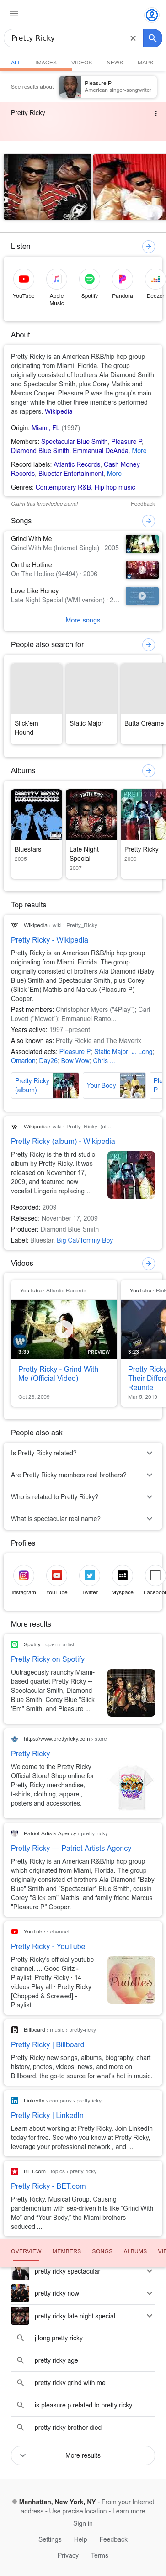 Pretty Ricky
ALL IMAGES VIDEOS NEWS MAPS
See results about
Pleasure P
American singer-songwriter
Pretty Ricky
Listen
YouTube
Apple Music
Spotify
Pandora
Deezer
About
Pretty Ricky is an American R&B/hip hop group
originating from Miami, Florida. The group
originally consisted of brothers Ala Diamond Smith
and Spectacular Smith, plus Corey Mathis and
Marcus Cooper. Pleasure P was the group's main
singer while the other three members performed
as rappers. Wikipedia
Origin: Miami, FL (1997)
Members: Spectacular Blue Smith, Pleasure P,
Diamond Blue Smith, Emmanual DeAnda, More
Record labels: Atlantic Records, Cash Money
Records, Bluestar Entertainment, More
Genres: Contemporary R&B, Hip hop music
Claim this knowledge panel Feedback
Songs
Grind With Me
Grind With Me (Internet Single) · 2005
On the Hotline
On The Hotline (94494) · 2006
Love Like Honey
Late Night Special (WMI version) · 2...
More songs
People also search for
Slick'em Hound
Static Major
Butta Créame
Albums
Bluestars
2005
Late Night Special
2007
Pretty Ricky
2009
Top results
Wikipedia › wiki › Pretty_Ricky
Pretty Ricky - Wikipedia
Pretty Ricky is an American R&B/hip hop group
originating from Miami, Florida. The group
originally consisted of brothers Ala Diamond (Baby
Blue) Smith and Spectacular Smith, plus Corey
(Slick 'Em) Mathis and Marcus (Pleasure P)
Cooper.
Past members: Christopher Myers ("4Play"); Carl
Lovett ("Movet"); Emmanuel Ramo...
Years active: 1997 –present
Also known as: Pretty Rickie and The Maverix
Associated acts: Pleasure P; Static Major; J. Long;
Omarion; Day26; Bow Wow; Chris ...
Pretty Ricky (album)
Your Body
Ple P
Wikipedia › wiki › Pretty_Ricky_(al...
Pretty Ricky (album) - Wikipedia
Pretty Ricky is the third studio
album by Pretty Ricky. It was
released on November 17,
2009, and featured new
vocalist Lingerie replacing ...
Recorded: 2009
Released: November 17, 2009
Producer: Diamond Blue Smith
Label: Bluestar, Big Cat/Tommy Boy
Videos
YouTube · Atlantic Records
3:35 PREVIEW
Pretty Ricky - Grind With
Me (Official Video)
Oct 26, 2009
YouTube · Rick
3:23
Pretty Ricky
Their Differe
Reunite
Mar 5, 2019
People also ask
Is Pretty Ricky related?
Are Pretty Ricky members real brothers?
Who is related to Pretty Ricky?
What is spectacular real name?
Profiles
Instagram
YouTube
Twitter
Myspace
Facebook
More results
Spotify › open › artist
Pretty Ricky on Spotify
Outrageously raunchy Miami-
based quartet Pretty Ricky --
Spectacular Smith, Diamond
Blue Smith, Corey Blue "Slick
'Em" Smith, and Pleasure ...
https://www.prettyricky.com › store
Pretty Ricky
Welcome to the Pretty Ricky
Official Store! Shop online for
Pretty Ricky merchandise,
t-shirts, clothing, apparel,
posters and accessories.
Patriot Artists Agency › pretty-ricky
Pretty Ricky — Patriot Artists Agency
Pretty Ricky is an American R&B/hip hop group
which originated from Miami, Florida. The group
originally consisted of brothers Ala Diamond "Baby
Blue" Smith and "Spectacular" Blue Smith, cousin
Corey "Slick em" Mathis, and family friend Marcus
"Pleasure P" Cooper.
YouTube › channel
Pretty Ricky - YouTube
Pretty Ricky's official youtube
channel. ... Good Girlz -
Playlist. Pretty Ricky · 14
videos Play all · Pretty Ricky
[Chopped & Screwed] -
Playlist.
Puddles
Billboard › music › pretty-ricky
Pretty Ricky | Billboard
Pretty Ricky new songs, albums, biography, chart
history, photos, videos, news, and more on
Billboard, the go-to source for what's hot in music.
LinkedIn › company › prettyricky
Pretty Ricky | LinkedIn
Learn about working at Pretty Ricky. Join LinkedIn
today for free. See who you know at Pretty Ricky,
leverage your professional network , and ...
BET.com › topics › pretty-ricky
Pretty Ricky - BET.com
Pretty Ricky. Musical Group. Causing
pandemonium with sex-driven hits like “Grind With
Me” and “Your Body,” the Miami brothers
seduced ...
OVERVIEW MEMBERS SONGS ALBUMS VID
pretty ricky spectacular
pretty ricky now
pretty ricky late night special
j long pretty ricky
pretty ricky age
pretty ricky grind with me
is pleasure p related to pretty ricky
pretty ricky brother died
More results
Manhattan, New York, NY - From your Internet
address - Use precise location - Learn more
Sign in
Settings Help Feedback
Privacy Terms